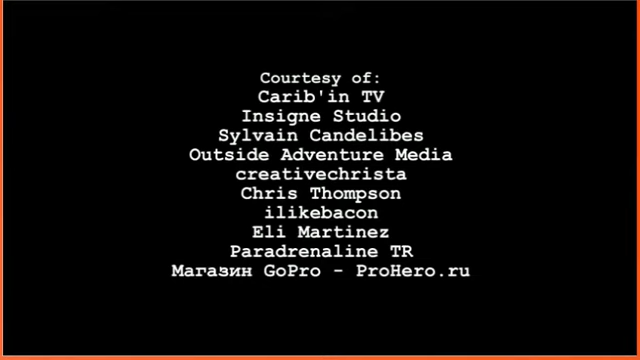 Courtesy of:
Carib'in TV
Insigne Studio
Sylvain Candelibes
Outside Adventure Media
creativechrista
Chris Thompson
ilikebacon
Eli Martinez
Paradrenaline TR
Магазин GoPro - ProHero.ru